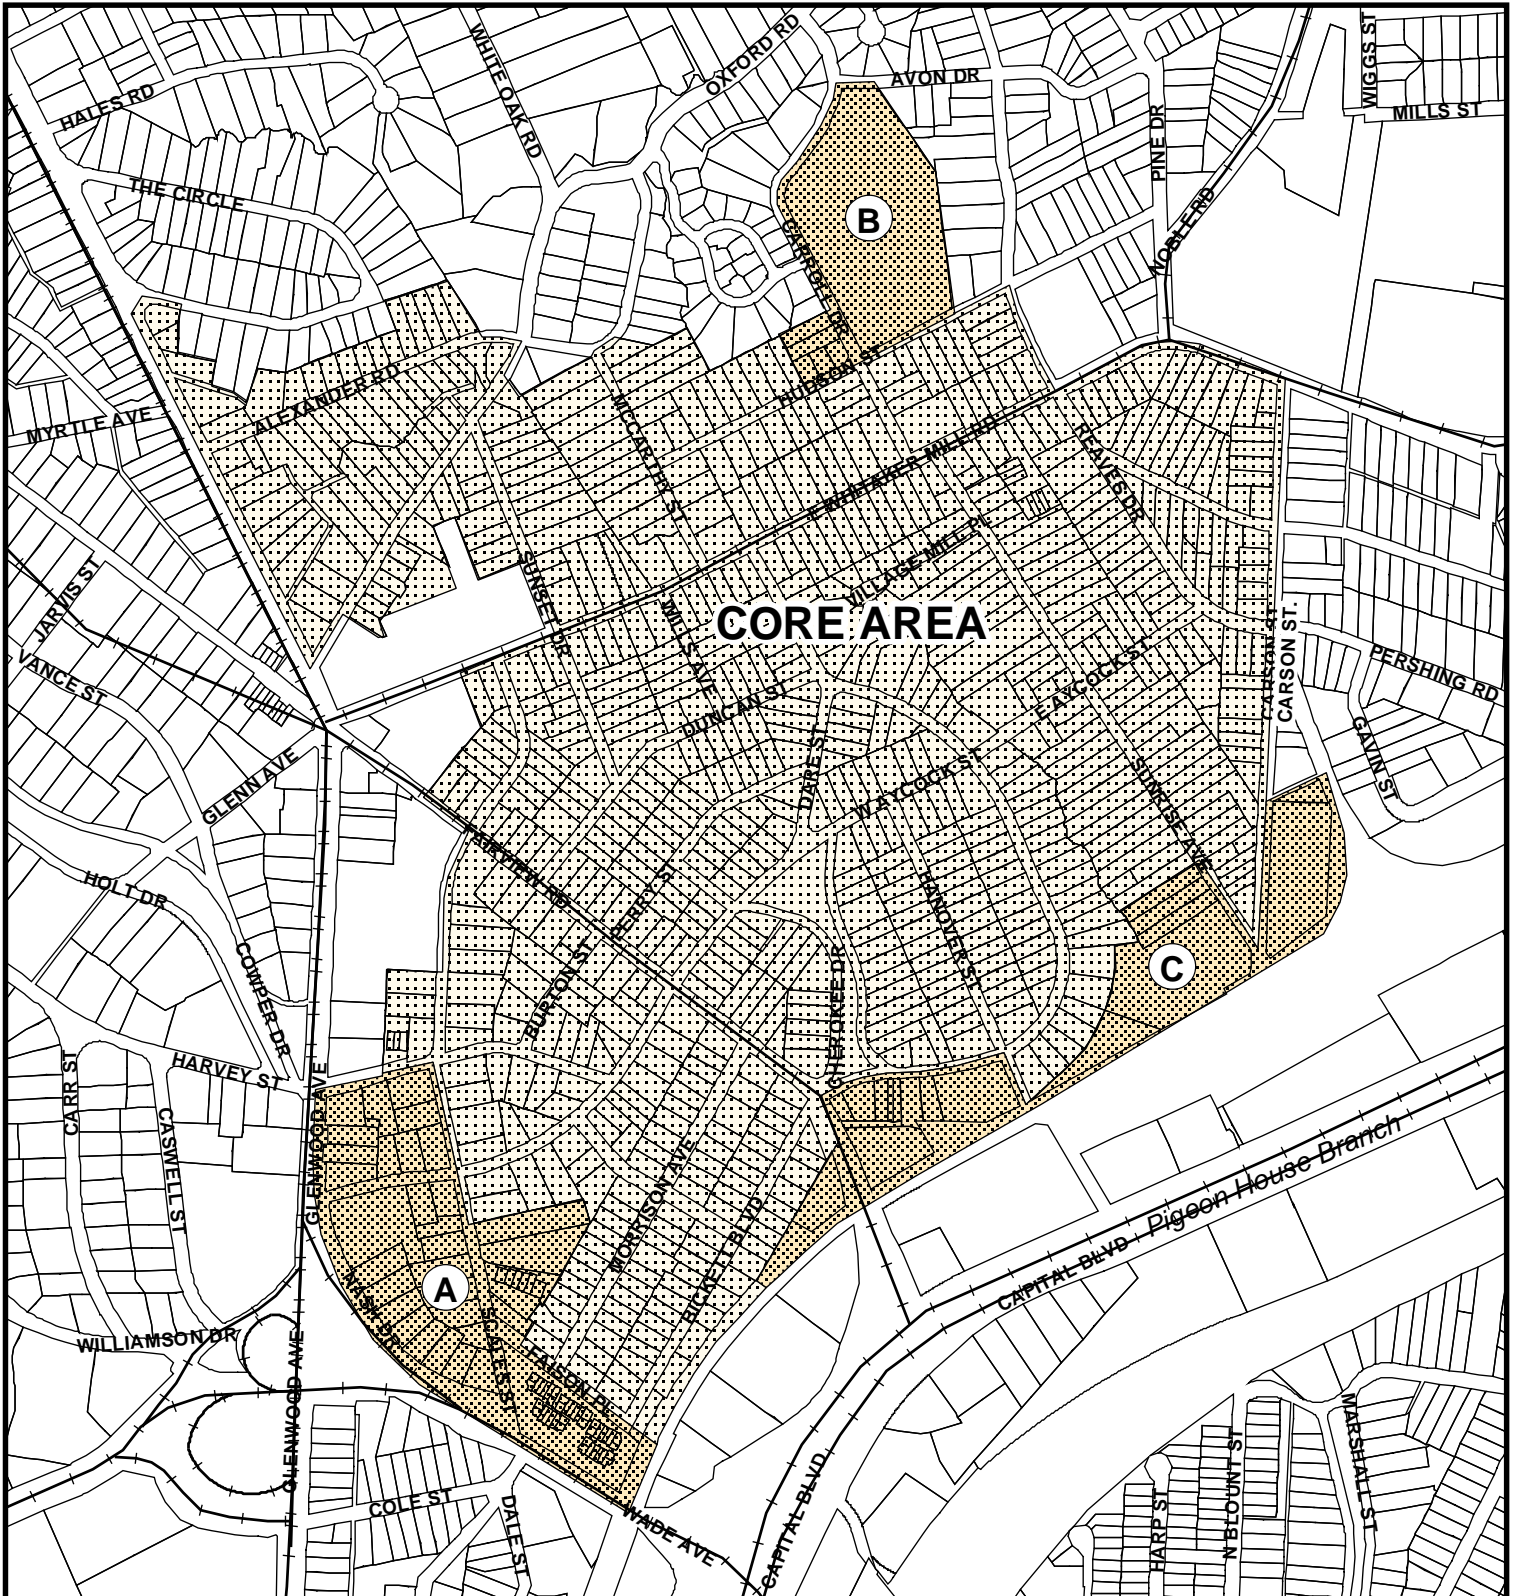 WIGGS ST
WHITE OAK RD
OXFORD RD
AVON DR
HALES RD
MILLS ST
PINE DR
THE CIRCLE
B
NOBLE RD
CARROLL DR
HUDSON ST
ALEXANDER RD
MYRTLE AVE
MCCARTHY ST
E WHITAKER MILL RD
REAVES DR
VILLAGE MILL PL
JARVIS ST
SUNSET DR
MILLS AVE
CORE AREA
CARSON ST
CARSON ST.
VANCE ST
DUNCAN ST
E AYCOCK ST
PERSHING RD
GLENN AVE
DARE ST
W AYCOCK ST
SUNRISE AVE
GAVIN ST
FAIRVIEW RD
PERRY ST
HOLT DR
HANOVER ST
COWPER DR
BURTON ST
CHEROKEE DR
C
HARVEY ST
CARR ST
CASWELL ST
GLENWOOD AVE
MORRISON AVE
BICKETT BLVD
Pigeon House Branch
CAPITAL BLVD
NASH DR
A
SCALES ST
FAISON PL
WILLIAMSON DR
GLENWOOD AVE
COLE ST
DALE ST
WADE AVE
CAPITAL BLVD
HARP ST
N BLOUNT ST
MARSHALL ST